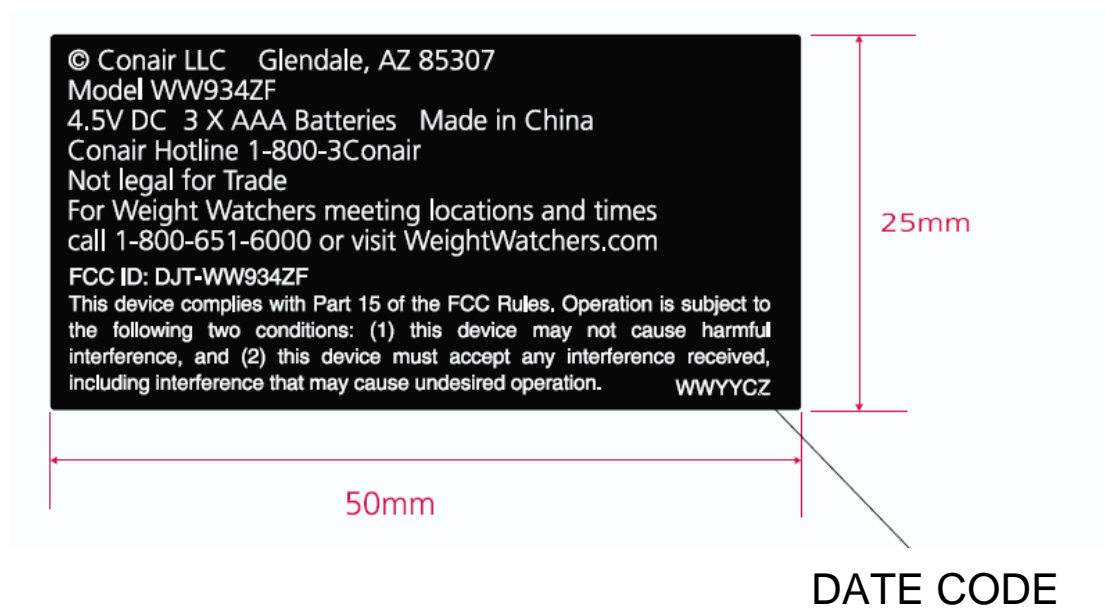 © Conair LLC Glendale, AZ 85307
Model WW934ZF
4.5V DC 3 X AAA Batteries Made in China
Conair Hotline 1-800-3Conair
Not legal for Trade
For Weight Watchers meeting locations and times
call 1-800-651-6000 or visit WeightWatchers.com
FCC ID: DJT-WW934ZF
This device complies with Part 15 of the FCC Rules. Operation is subject to
the following two conditions: (1) this device may not cause harmful
interference, and (2) this device must accept any interference received,
including interference that may cause undesired operation. WWYYCZ
25mm
50mm
DATE CODE